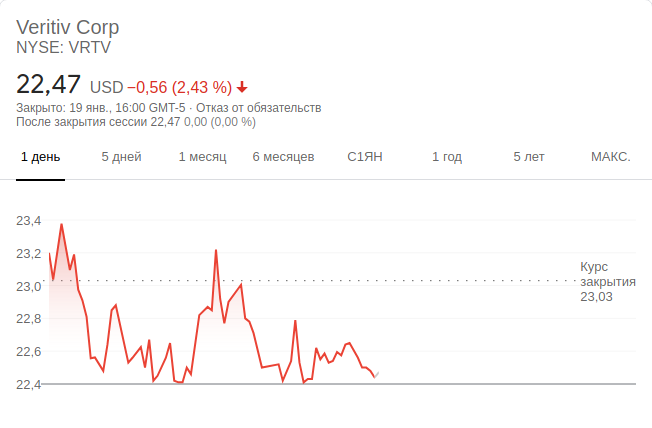 Veritiv Corp
NYSE: VRTV
22,47 USD −0,56 (2,43 %)
Закрыто: 19 янв., 16:00 GMT-5 · Отказ от обязательств
После закрытия сессии 22,47 0,00 (0,00 %)
1 день 5 дней 1 месяц 6 месяцев С1ЯН 1 год 5 лет МАКС.
23,4
23,2
23,0
22,8
22,6
22,4
Курс
закрытия
23,03